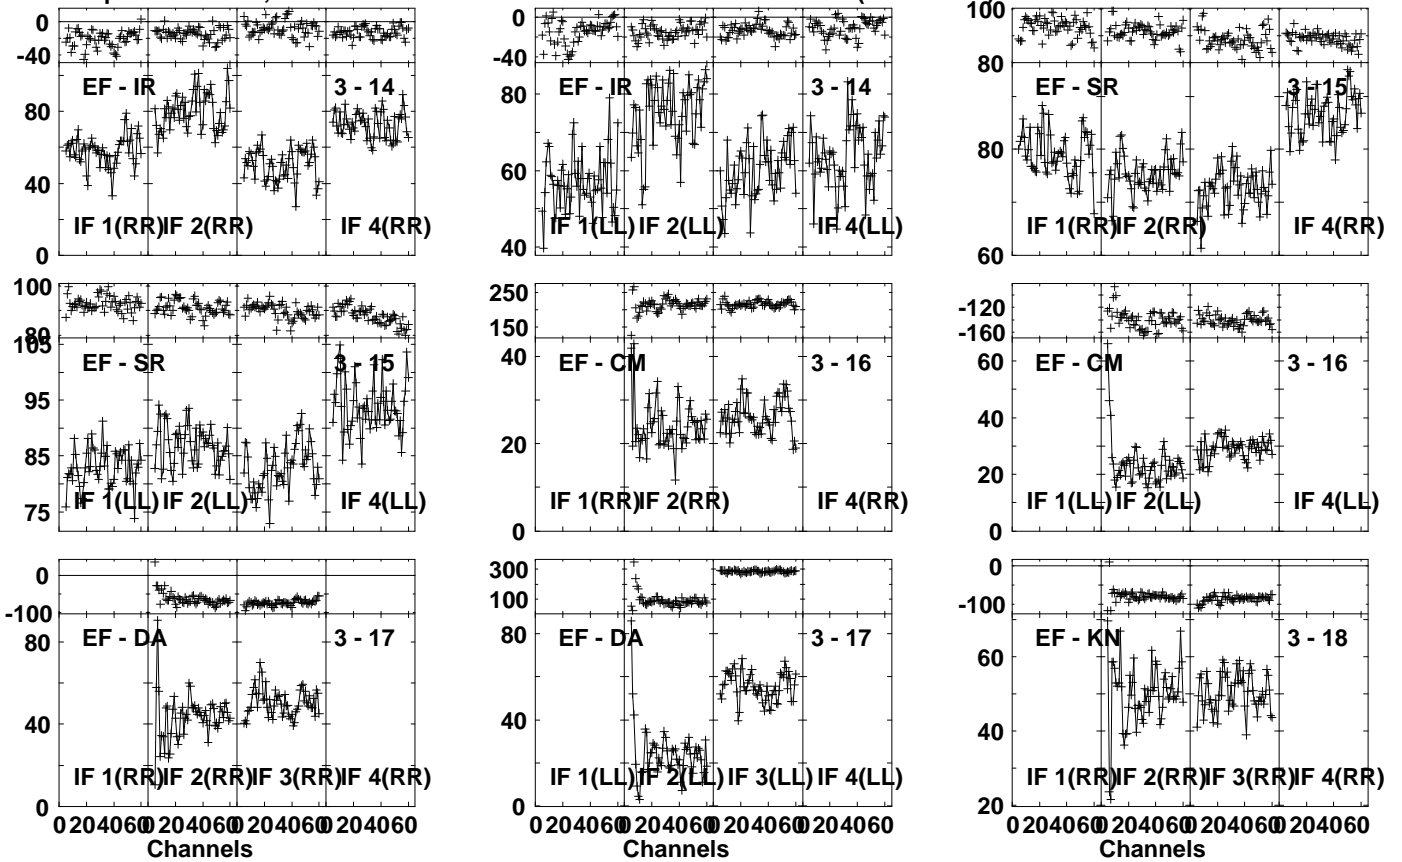 0
-40
EF - IR
3 - 14
80
40
0
IF 1(RR)
IF 2(RR)
IF 4(RR)
0
-40
EF - IR
3 - 14
80
60
40
IF 1(LL)
IF 2(LL)
IF 4(LL)
100
80
EF - SR
3 - 15
80
60
IF 1(RR)
IF 2(RR)
IF 4(RR)
100
80
105
EF - SR
3 - 15
95
85
75
IF 1(LL)
IF 2(LL)
IF 4(LL)
250
150
40
EF - CM
3 - 16
20
0
IF 1(RR)
IF 2(RR)
IF 4(RR)
-120
-160
60
EF - CM
3 - 16
40
20
0
IF 1(LL)
IF 2(LL)
IF 4(LL)
0
-100
EF - DA
3 - 17
80
40
0
IF 1(RR)
IF 2(RR)
IF 3(RR)
IF 4(RR)
0 204060 0 204060 0 204060 0 204060
Channels
300
100
80
EF - DA
3 - 17
40
0
IF 1(LL)
IF 2(LL)
IF 3(LL)
IF 4(LL)
0 204060 0 204060 0 204060 0 204060
Channels
0
-100
EF - KN
3 - 18
60
40
20
IF 1(RR)
IF 2(RR)
IF 3(RR)
IF 4(RR)
0 204060 0 204060 0 204060 0 204060
Channels